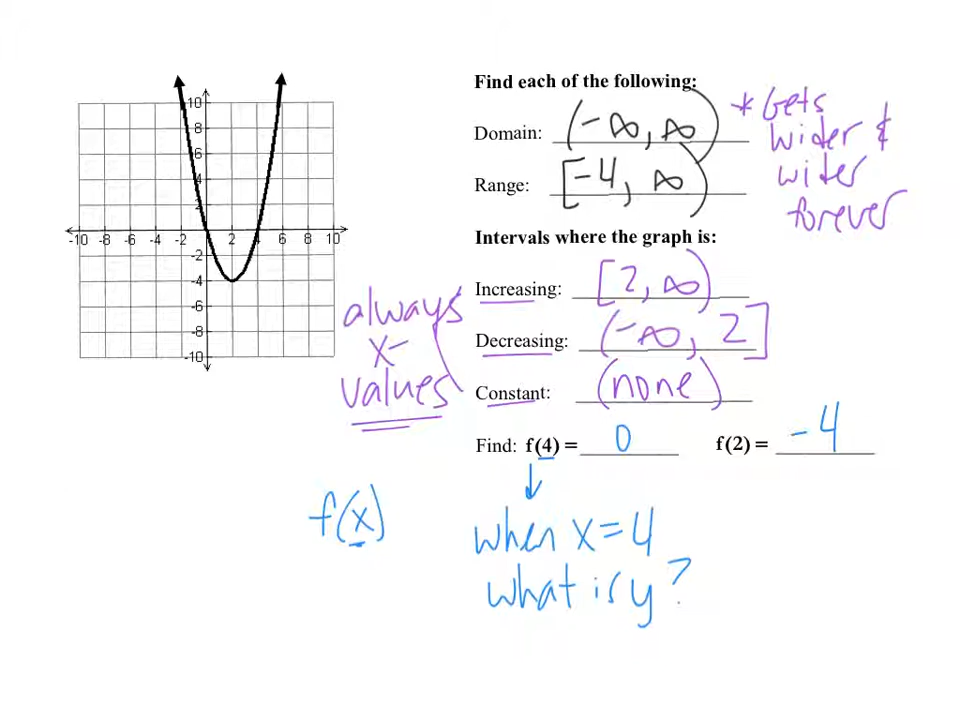 Find each of the following:
Domain: (-∞, ∞)
Range: [-4, ∞)
* Gets
wider &
wider
forever
Intervals where the graph is:
Increasing: [2, ∞)
Decreasing: (-∞, 2]
Constant: (none)
always
x-
values
Find: f(4) = 0 f(2) = -4
f(x)
when x=4
what is y?
10
8
6
4
2
-10 -8 -6 -4 -2 2 4 6 8 10
-2
-4
-6
-8
-10